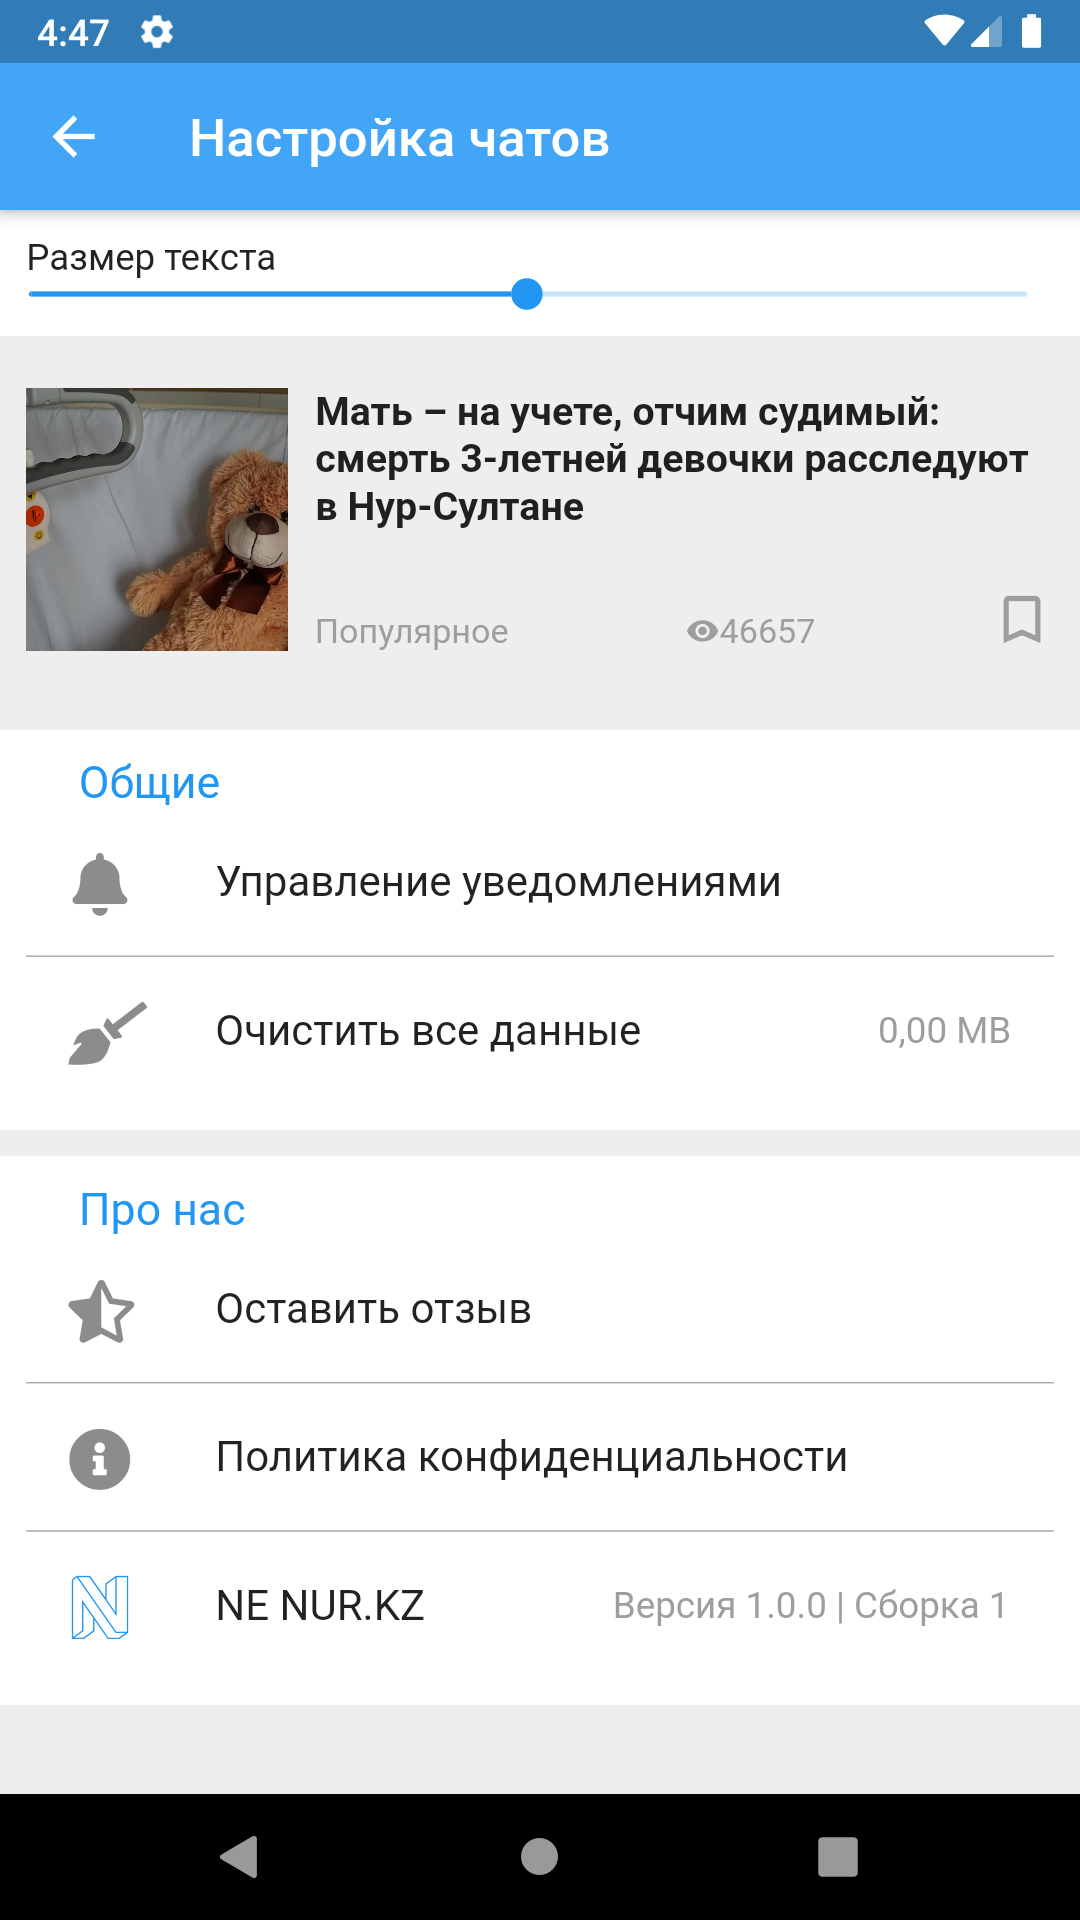 4:47
Настройка чатов
Размер текста
Мать – на учете, отчим судимый:
смерть 3-летней девочки расследуют
в Нур-Султане
Популярное 46657
Общие
Управление уведомлениями
Очистить все данные 0,00 MB
Про нас
Оставить отзыв
Политика конфиденциальности
NE NUR.KZ Версия 1.0.0 | Сборка 1